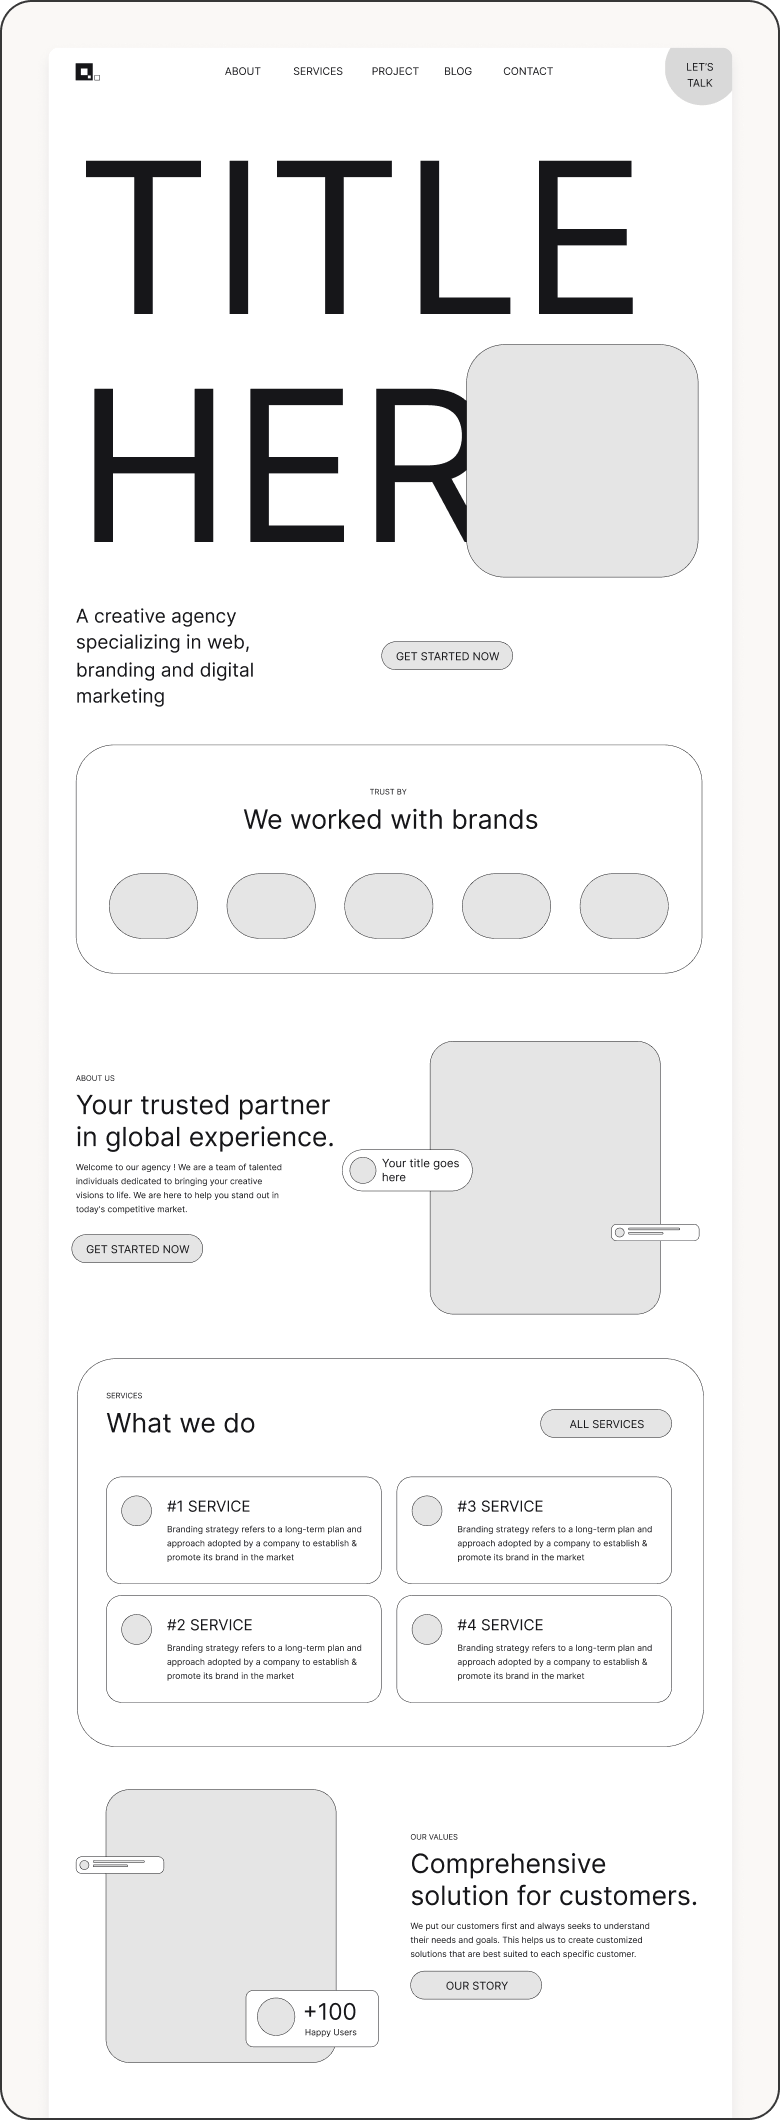 ABOUT
SERVICES
PROJECT
BLOG
CONTACT
LET'S
TALK
TITLE
HER
A creative agency
specializing in web,
branding and digital
marketing
GET STARTED NOW
TRUST BY
We worked with brands
ABOUT US
Your trusted partner
in global experience.
Welcome to our agency ! We are a team of talented
individuals dedicated to bringing your creative
visions to life. We are here to help you stand out in
today's competitive market.
GET STARTED NOW
Your title goes
here
SERVICES
What we do
ALL SERVICES
#1 SERVICE
Branding strategy refers to a long-term plan and
approach adopted by a company to establish &
promote its brand in the market
#3 SERVICE
Branding strategy refers to a long-term plan and
approach adopted by a company to establish &
promote its brand in the market
#2 SERVICE
Branding strategy refers to a long-term plan and
approach adopted by a company to establish &
promote its brand in the market
#4 SERVICE
Branding strategy refers to a long-term plan and
approach adopted by a company to establish &
promote its brand in the market
OUR VALUES
Comprehensive
solution for customers.
We put our customers first and always seeks to understand
their needs and goals. This helps us to create customized
solutions that are best suited to each specific customer.
OUR STORY
+100
Happy Users